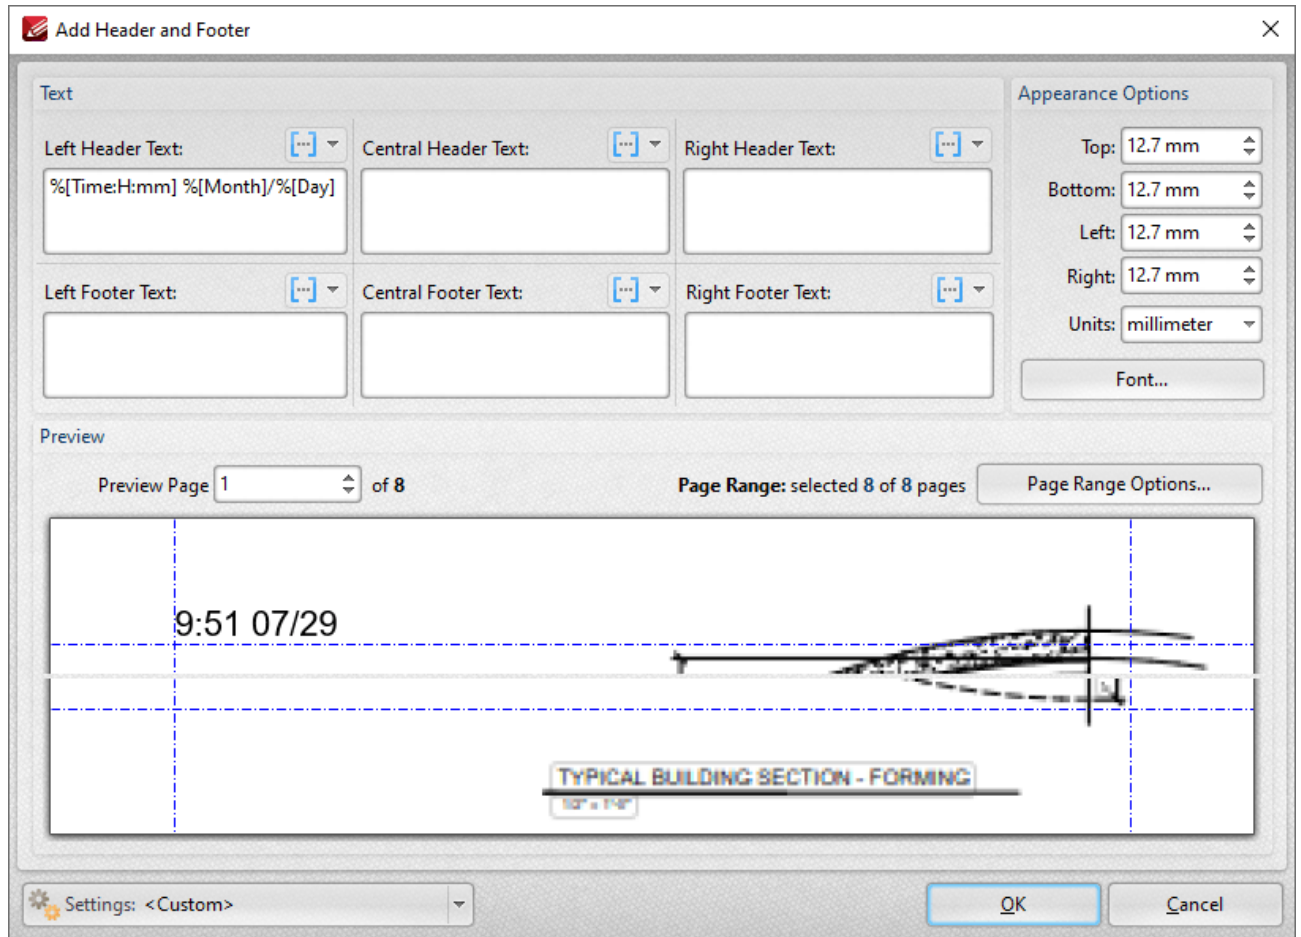 Add Header and Footer
Text
Appearance Options
Left Header Text:
Central Header Text:
Right Header Text:
Top: 12.7 mm
%[Time:H:mm] %[Month]/%[Day]
Bottom: 12.7 mm
Left: 12.7 mm
Right: 12.7 mm
Left Footer Text:
Central Footer Text:
Right Footer Text:
Units: millimeter
Font...
Preview
Preview Page 1 of 8
Page Range: selected 8 of 8 pages
Page Range Options...
9:51 07/29
TYPICAL BUILDING SECTION - FORMING
Settings: <Custom>
OK
Cancel